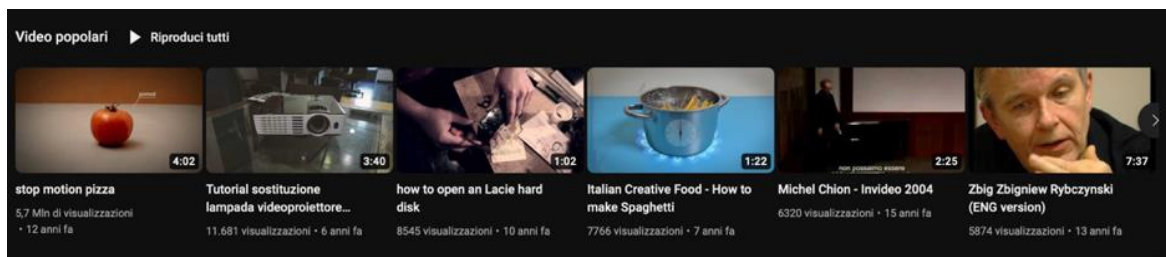 Video popolari
Riproduci tutti
4:02
3:40
1:02
1:22
non possiamo essere
2:25
7:37
stop motion pizza
5,7 Mln di visualizzazioni
• 12 anni fa
Tutorial sostituzione
lampada videoproiettore...
11.681 visualizzazioni • 6 anni fa
how to open an Lacie hard
disk
8545 visualizzazioni • 10 anni fa
Italian Creative Food - How to
make Spaghetti
7766 visualizzazioni • 7 anni fa
Michel Chion - Invideo 2004
6320 visualizzazioni • 15 anni fa
Zbig Zbigniew Rybczynski
(ENG version)
5874 visualizzazioni • 13 anni fa